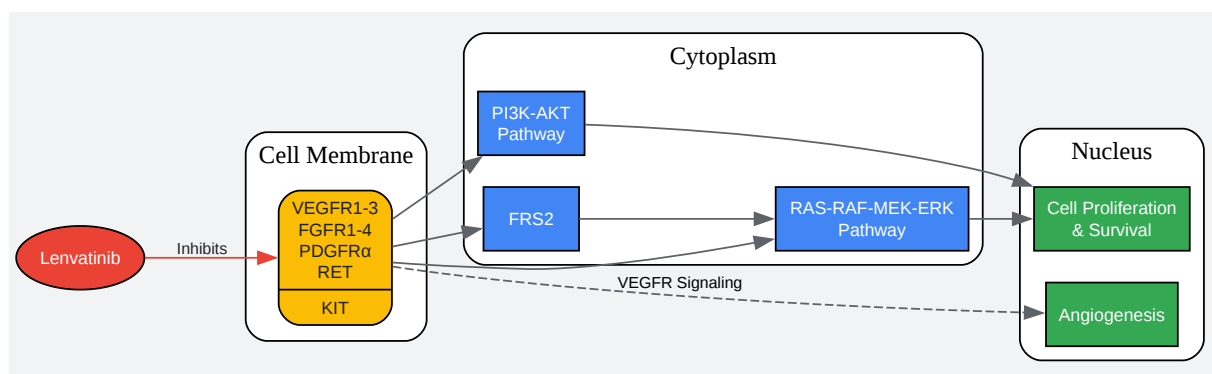 Lenvatinib
Inhibits
Cell Membrane
VEGFR1-3
FGFR1-4
PDGFRα
RET
KIT
Cytoplasm
PI3K-AKT
Pathway
FRS2
RAS-RAF-MEK-ERK
Pathway
VEGFR Signaling
Nucleus
Cell Proliferation
& Survival
Angiogenesis